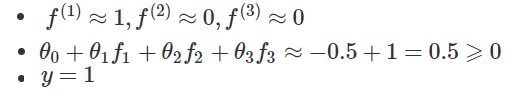 • f⁽¹⁾ ≈ 1, f⁽²⁾ ≈ 0, f⁽³⁾ ≈ 0
• θ₀ + θ₁f₁ + θ₂f₂ + θ₃f₃ ≈ −0.5 + 1 = 0.5 ⩾ 0
• y = 1